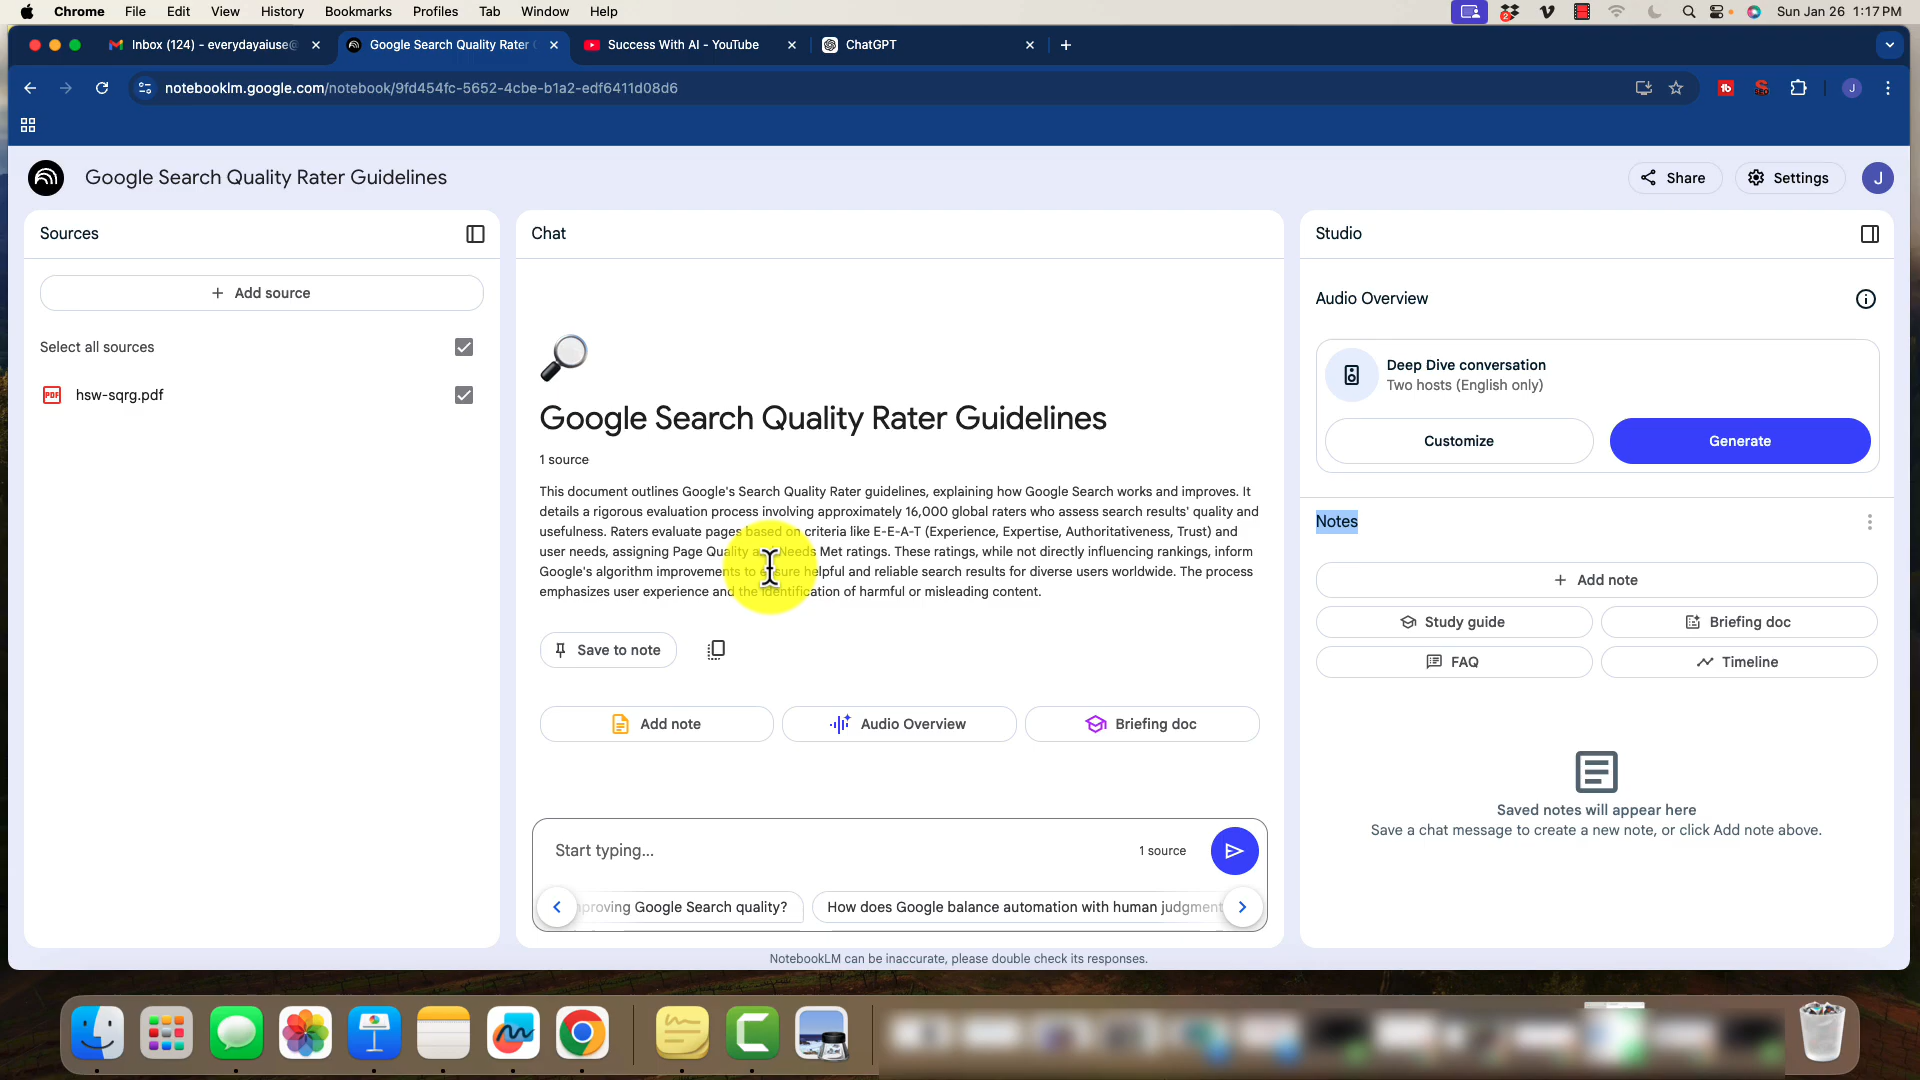 Chrome File Edit View History Bookmarks Profiles Tab Window Help
2
Sun Jan 26 1:17 PM
Inbox (124) - everydayaiuse@
Google Search Quality Rater
Success With AI - YouTube
ChatGPT
notebooklm.google.com/notebook/9fd454fc-5652-4cbe-b1a2-edf6411d08d6
tb
J
Google Search Quality Rater Guidelines
Share
Settings
J
Sources
Add source
Select all sources
PDF
hsw-sqrg.pdf
Chat
Google Search Quality Rater Guidelines
1 source
This document outlines Google's Search Quality Rater guidelines, explaining how Google Search works and improves. It
details a rigorous evaluation process involving approximately 16,000 global raters who assess search results' quality and
usefulness. Raters evaluate pages based on criteria like E-E-A-T (Experience, Expertise, Authoritativeness, Trust) and
user needs, assigning Page Quality and Needs Met ratings. These ratings, while not directly influencing rankings, inform
Google's algorithm improvements to ensure helpful and reliable search results for diverse users worldwide. The process
emphasizes user experience and the identification of harmful or misleading content.
Save to note
Add note
Audio Overview
Briefing doc
Start typing...
1 source
proving Google Search quality?
How does Google balance automation with human judgment
NotebookLM can be inaccurate, please double check its responses.
Studio
Audio Overview
Deep Dive conversation
Two hosts (English only)
Customize
Generate
Notes
Add note
Study guide
Briefing doc
FAQ
Timeline
Saved notes will appear here
Save a chat message to create a new note, or click Add note above.